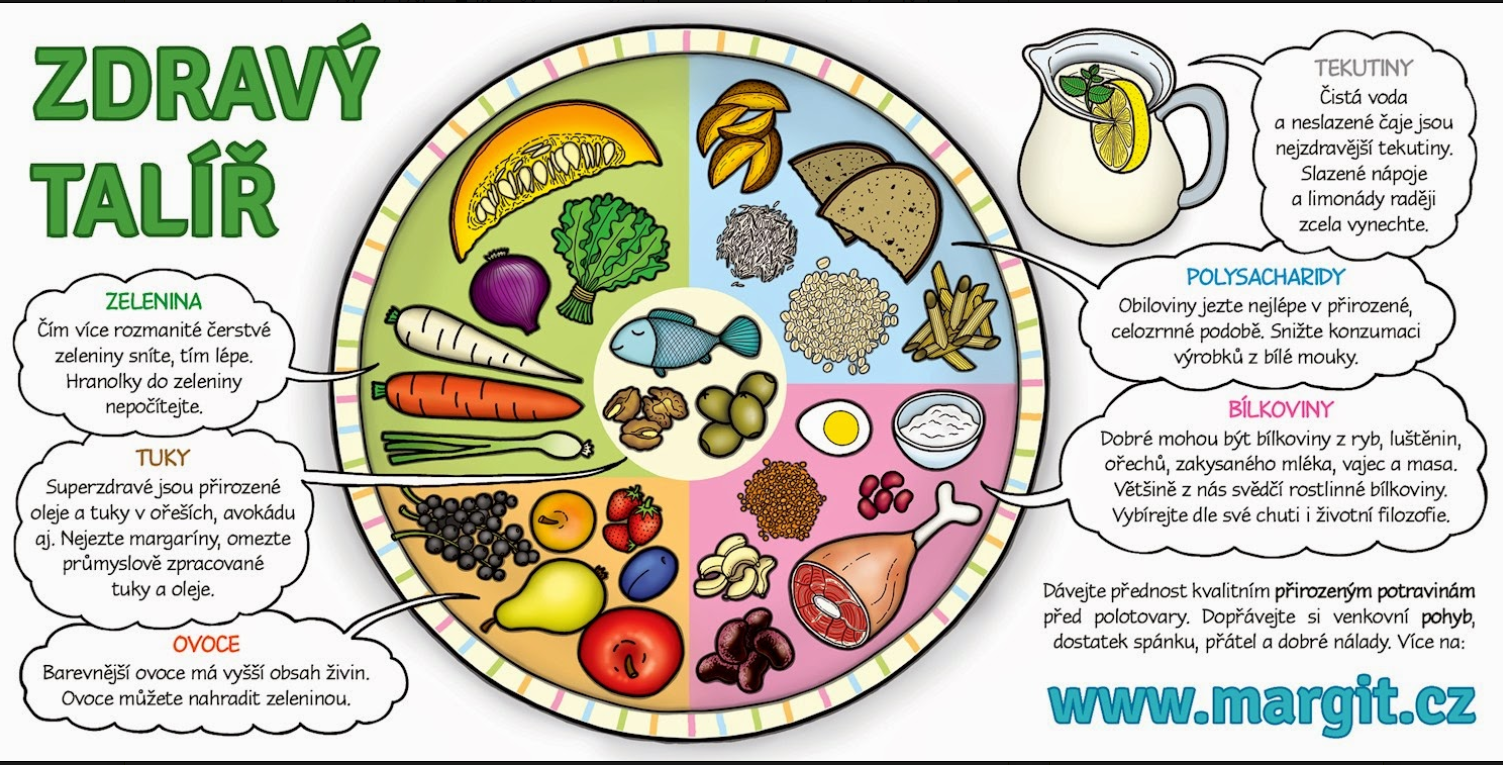 ZDRAVÝ
TALÍŘ
ZELENINA
Čím více rozmanité čerstvé
zeleniny sníte, tím lépe.
Hranolky do zeleniny
nepočítejte.
TUKY
Superzdravé jsou přirozené
oleje a tuky v ořeších, avokádu
aj. Nejezte margaríny, omezte
průmyslově zpracované
tuky a oleje.
OVOCE
Barevnější ovoce má vyšší obsah živin.
Ovoce můžete nahradit zeleninou.
TEKUTINY
Čistá voda
a neslazené čaje jsou
nejzdravější tekutiny.
Slazené nápoje
a limonády raději
zcela vynechte.
POLYSACHARIDY
Obiloviny jezte nejlépe v přirozené,
celozrnné podobě. Snižte konzumaci
výrobků z bílé mouky.
BÍLKOVINY
Dobré mohou být bílkoviny z ryb, luštěnin,
ořechů, zakysaného mléka, vajec a masa.
Většině z nás svědčí rostlinné bílkoviny.
Vybírejte dle své chuti i životní filozofie.
Dávejte přednost kvalitním přirozeným potravinám
před polotovary. Dopřávejte si venkovní pohyb,
dostatek spánku, přátel a dobré nálady. Více na:
www.margit.cz